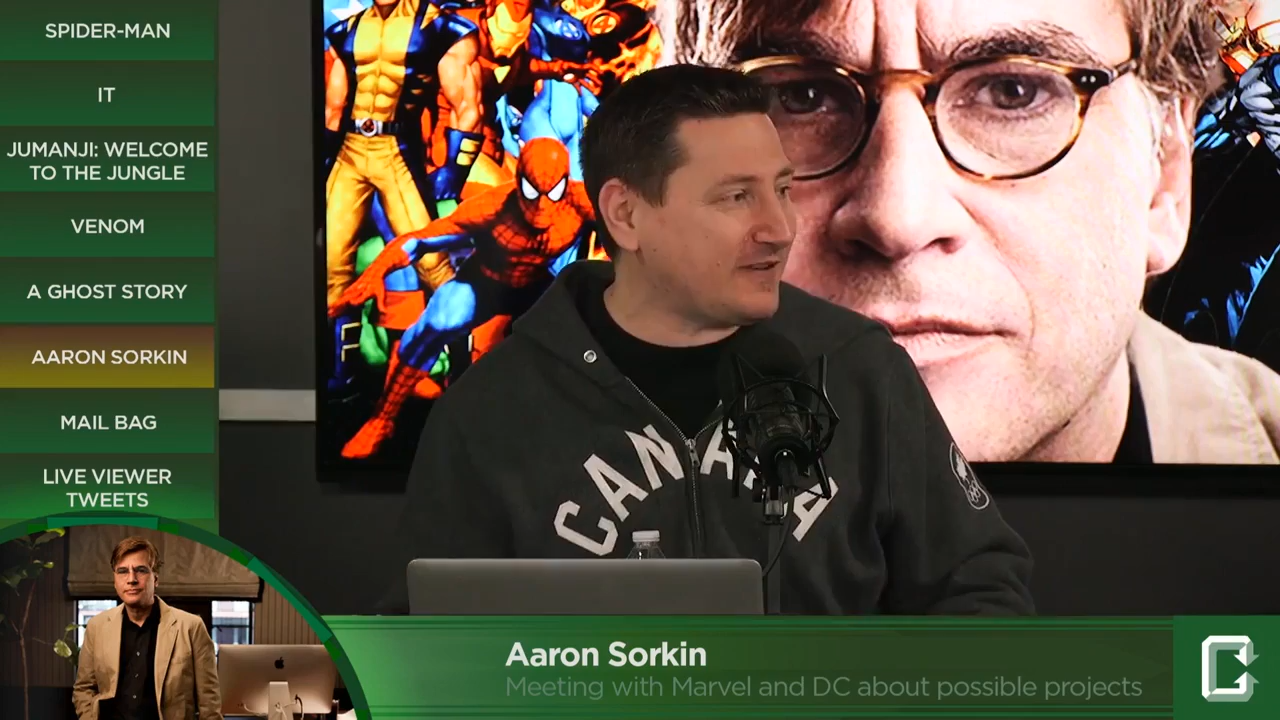 SPIDER-MAN
IT
JUMANJI: WELCOME
TO THE JUNGLE
VENOM
A GHOST STORY
AARON SORKIN
MAIL BAG
LIVE VIEWER
TWEETS
CANADA
Aaron Sorkin
Meeting with Marvel and DC about possible projects